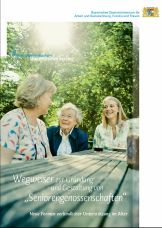 Bayerisches Staatsministerium für
Arbeit und Sozialordnung, Familie und Frauen
Wegweiser zur Gründung
und Gestaltung von
„Seniorengenossenschaften“
Neue Formen verbindlicher Unterstützung im Alter